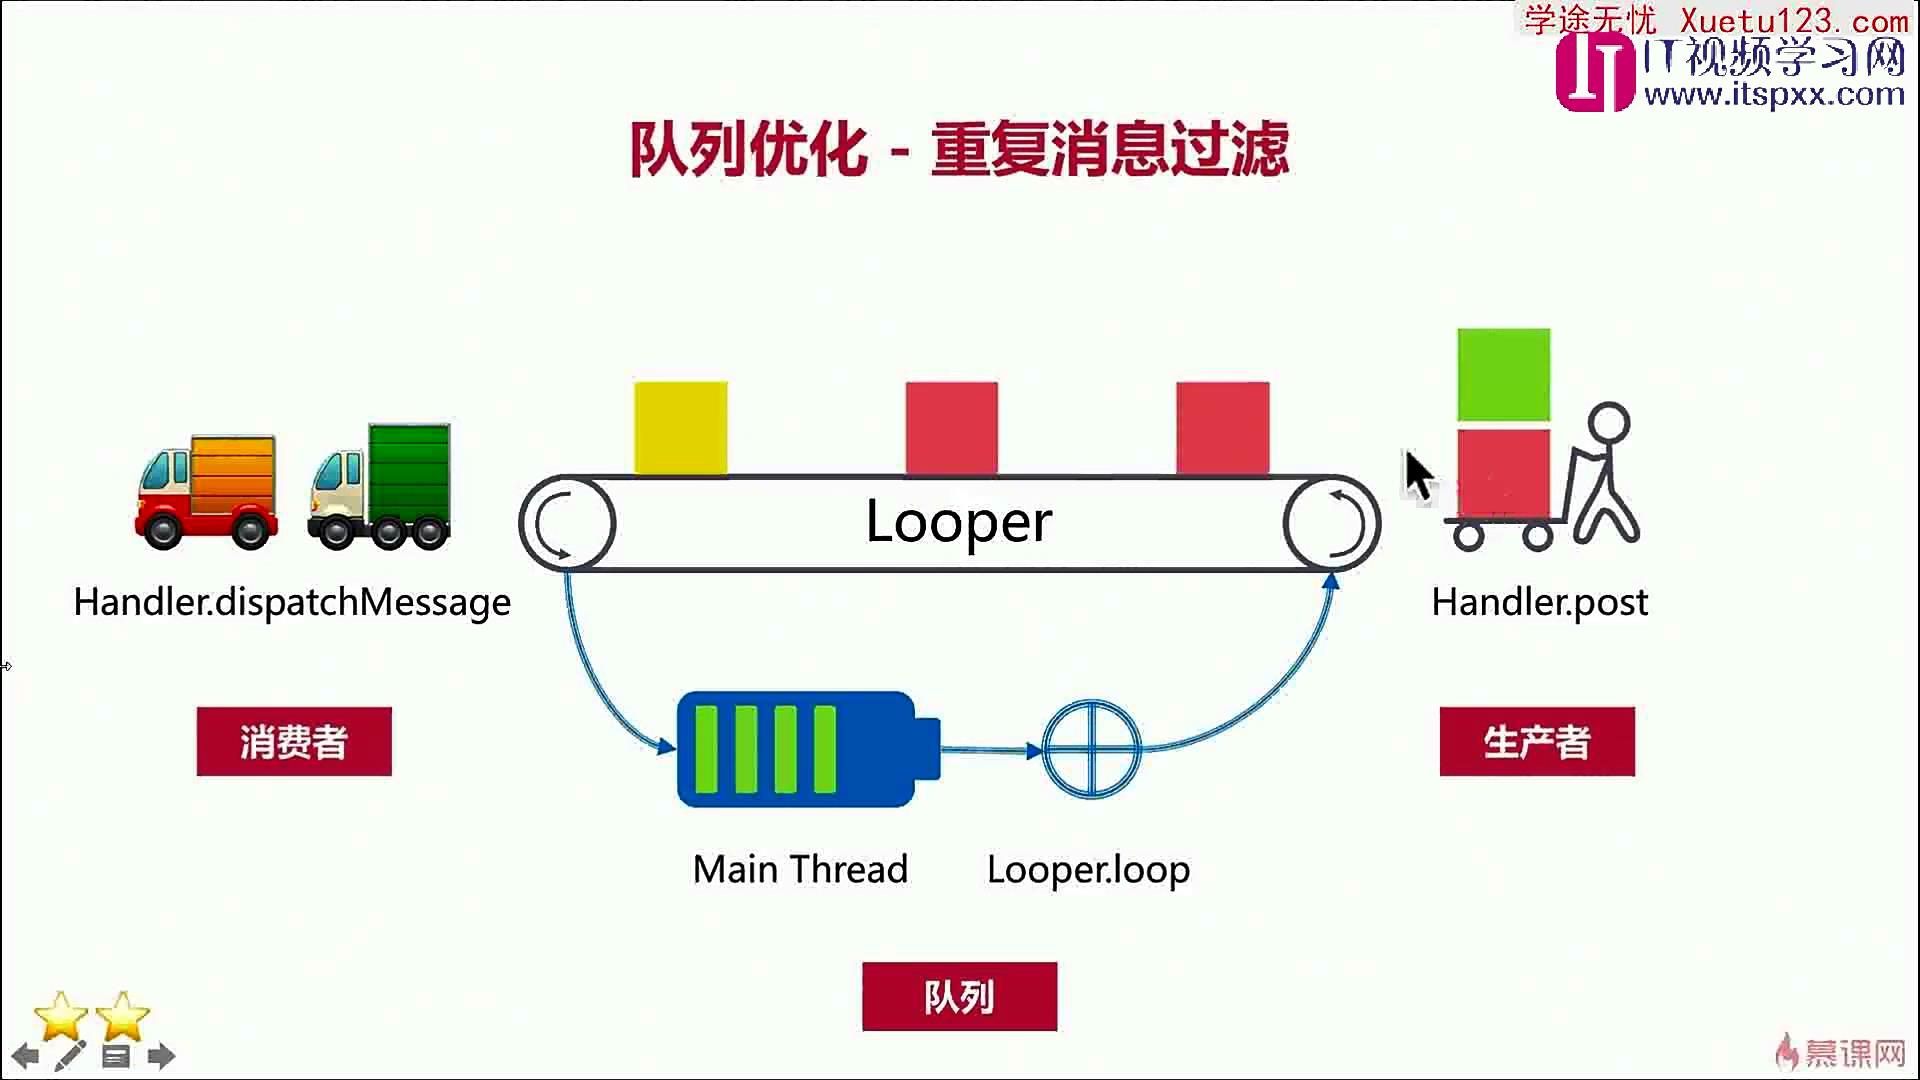 学途无忧 Xuetu123.com
IT视频学习网
www.itspxx.com
队列优化 - 重复消息过滤
Looper
Handler.dispatchMessage
Handler.post
消费者
生产者
Main Thread
Looper.loop
队列
慕课网